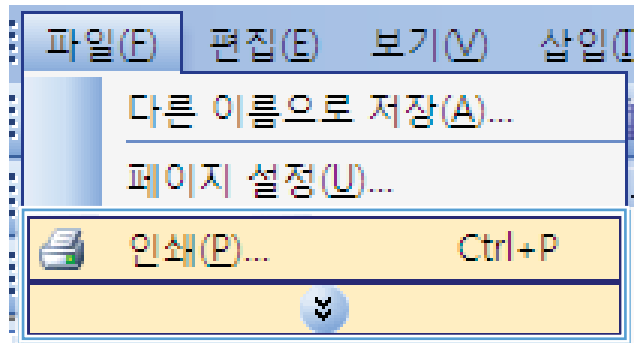 파일(F) 편집(E) 보기(V) 삽입(I
다른 이름으로 저장(A)...
페이지 설정(U)...
인쇄(P)... Ctrl+P